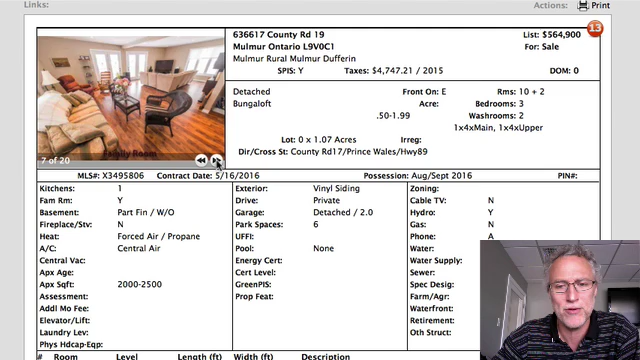 Links:
Actions: Print
13
636617 County Rd 19 List: $564,900
Mulmur Ontario L9V0C1 For: Sale
Mulmur Rural Mulmur Dufferin
SPIS: Y Taxes: $4,747.21 / 2015 DOM: 0
Detached Front On: E Rms: 10 + 2
Bungaloft Acre: Bedrooms: 3
.50-1.99 Washrooms: 2
1x4xMain, 1x4xUpper
Lot: 0 x 1.07 Acres Irreg:
Dir/Cross St: County Rd17/Prince Wales/Hwy89
Family Room
7 of 20
MLS#: X3495806 Contract Date: 5/16/2016 Possession: Aug/Sept 2016 PIN#:
Kitchens: 1 Exterior: Vinyl Siding Zoning:
Fam Rm: Y Drive: Private Cable TV: N
Basement: Part Fin / W/O Garage: Detached / 2.0 Hydro: Y
Fireplace/Stv: N Park Spaces: 6 Gas: N
Heat: Forced Air / Propane UFFI: Phone: A
A/C: Central Air Pool: None Water:
Central Vac: Energy Cert: Water Supply:
Apx Age: Cert Level: Sewer:
Apx Sqft: 2000-2500 GreenPIS: Spec Desig:
Assessment: Prop Feat: Farm/Agr:
Addl Mo Fee: Waterfront:
Elevator/Lift: Retirement:
Laundry Lev: Oth Struct:
Phys Hdcap-Eqp:
# Room Level Length (ft) Width (ft) Description